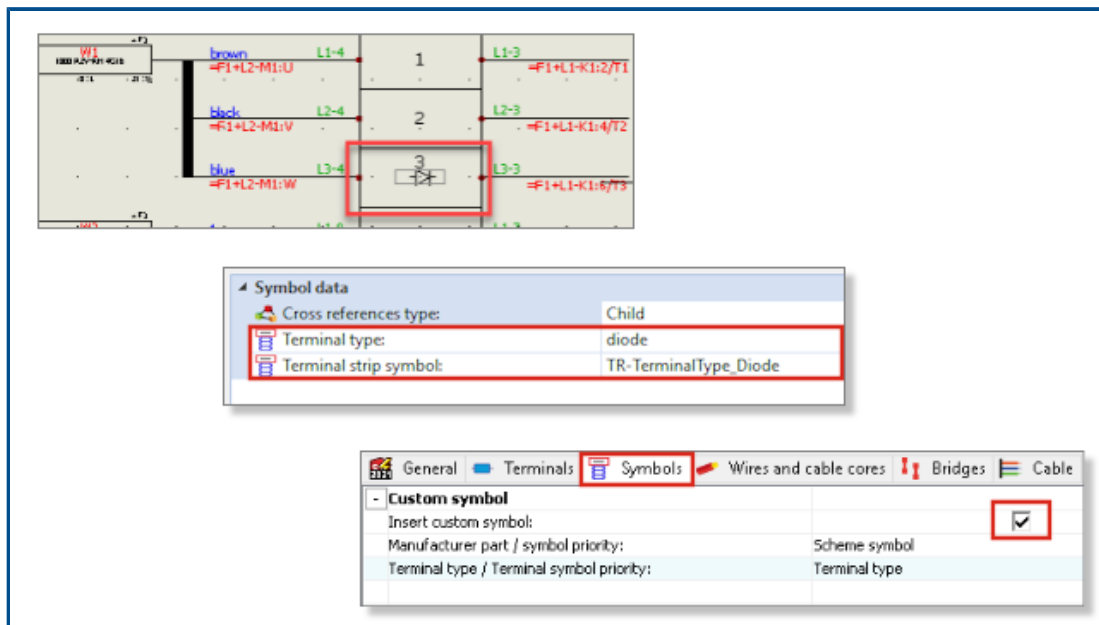 W1 brown L1-4 1 L1-3
=F1+L2-M1:U =F1+L1-K1:2/T1
black L2-4 2 L2-3
=F1+L2-M1:V =F1+L1-K1:4/T2
blue L3-4 3 L3-3
=F1+L2-M1:W =F1+L1-K1:6/T3
Symbol data
Cross references type: Child
Terminal type: diode
Terminal strip symbol: TR-TerminalType_Diode
General Terminals Symbols Wires and cable cores Bridges Cable
- Custom symbol
Insert custom symbol:
Manufacturer part / symbol priority: Scheme symbol
Terminal type / Terminal symbol priority: Terminal type